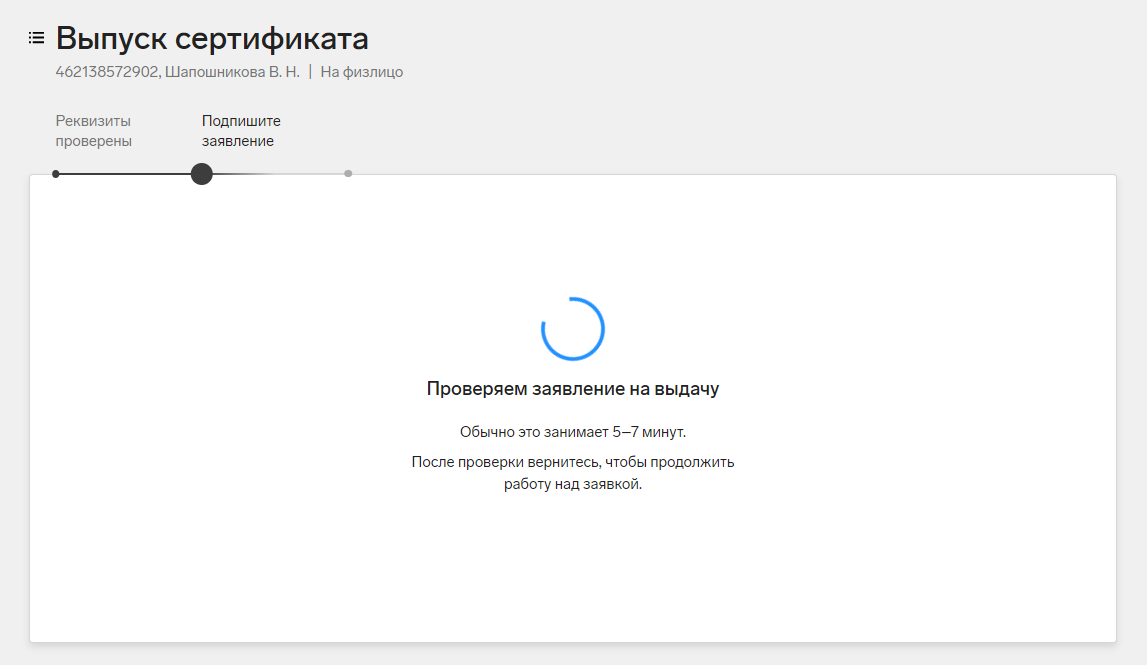 Выпуск сертификата
462138572902, Шапошникова В. Н. | На физлицо
Реквизиты
проверены
Подпишите
заявление
Проверяем заявление на выдачу
Обычно это занимает 5–7 минут.
После проверки вернитесь, чтобы продолжить
работу над заявкой.